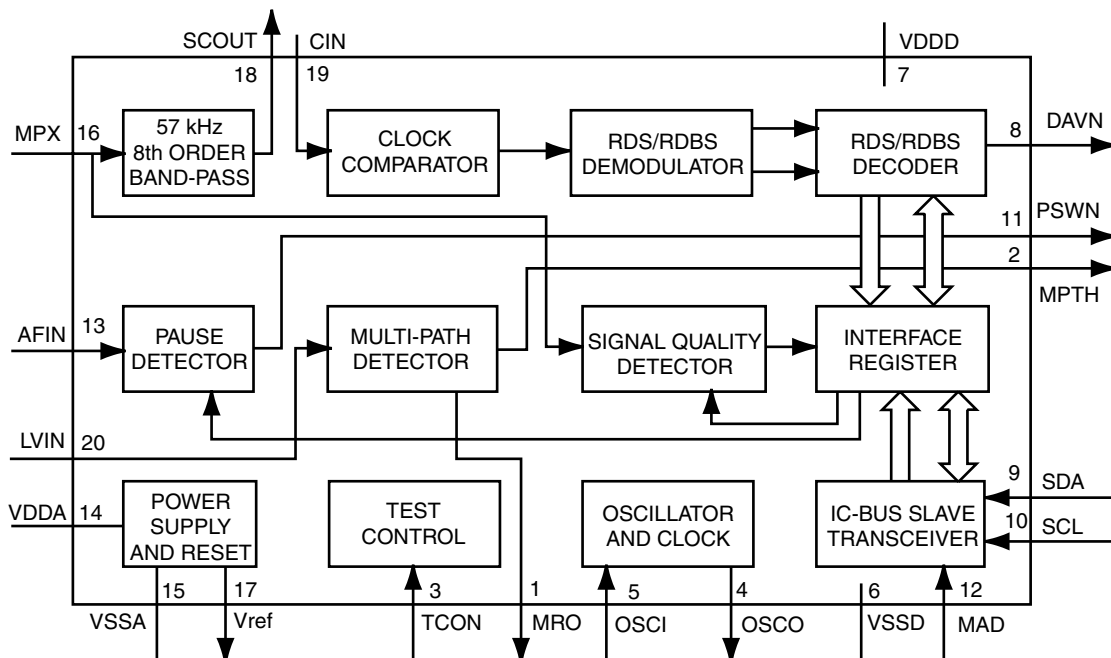 SCOUT
CIN
VDDD
18
19
7
MPX
16
57 kHz
8th ORDER
BAND-PASS
CLOCK
COMPARATOR
RDS/RDBS
DEMODULATOR
RDS/RDBS
DECODER
8
DAVN
11
PSWN
2
MPTH
AFIN
13
PAUSE
DETECTOR
MULTI-PATH
DETECTOR
SIGNAL QUALITY
DETECTOR
INTERFACE
REGISTER
LVIN
20
VDDA
14
POWER
SUPPLY
AND RESET
TEST
CONTROL
OSCILLATOR
AND CLOCK
IC-BUS SLAVE
TRANSCEIVER
9
SDA
10
SCL
15
17
3
1
5
4
6
12
VSSA
Vref
TCON
MRO
OSCI
OSCO
VSSD
MAD